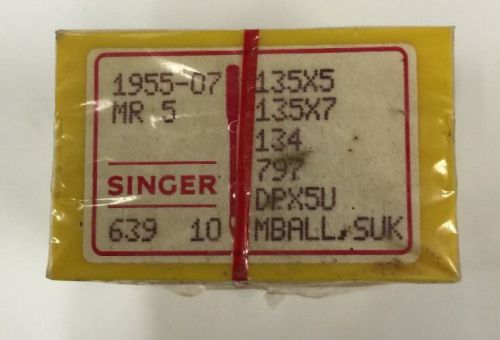 1955-07 135X5
MR 5 135X7
134
797
SINGER DPX5U
639 10 MBALL/SUK